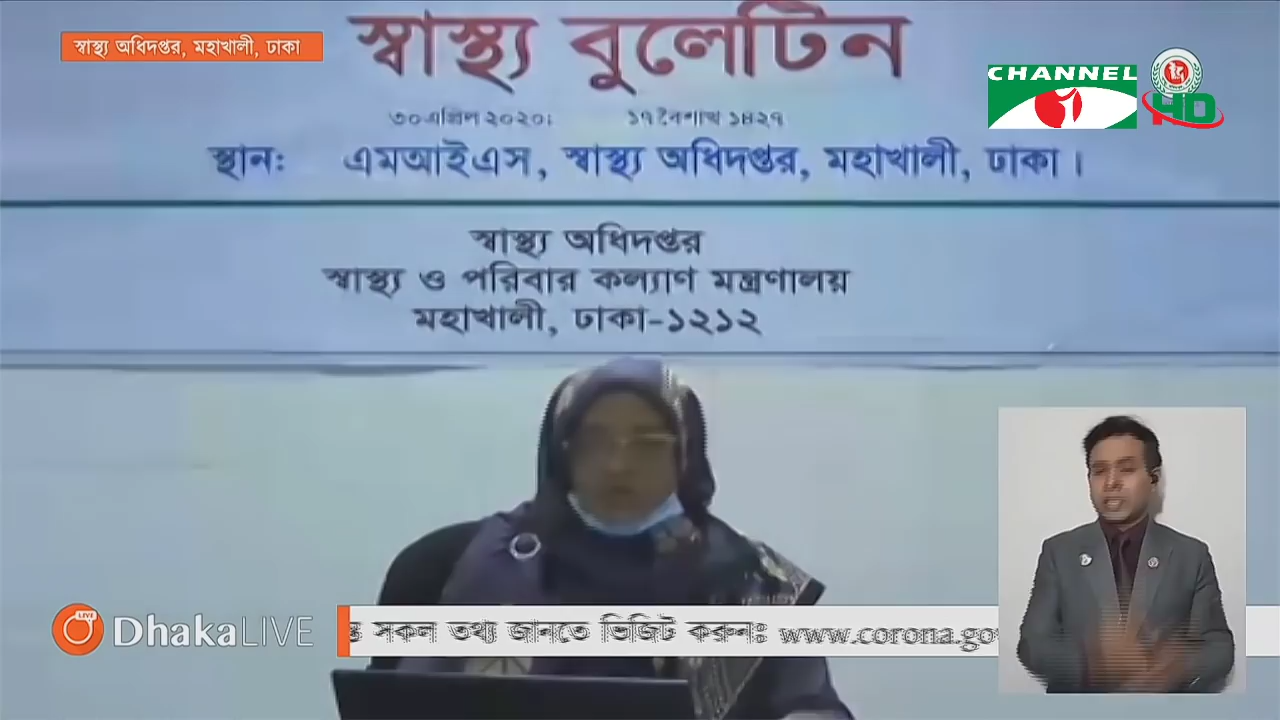 স্বাস্থ্য অধিদপ্তর, মহাখালী, ঢাকা
স্বাস্থ্য বুলেটিন
CHANNEL
HD
৩০এপ্রিল ২০২০; ১৭ বৈশাখ ১৪২৭
স্থান: এমআইএস, স্বাস্থ্য অধিদপ্তর, মহাখালী, ঢাকা।
স্বাস্থ্য অধিদপ্তর
স্বাস্থ্য ও পরিবার কল্যাণ মন্ত্রণালয়
মহাখালী, ঢাকা-১২১২
LIVE
DhakaLIVE
সকল তথ্য জানতে ভিজিট করুনঃ www.corona.go